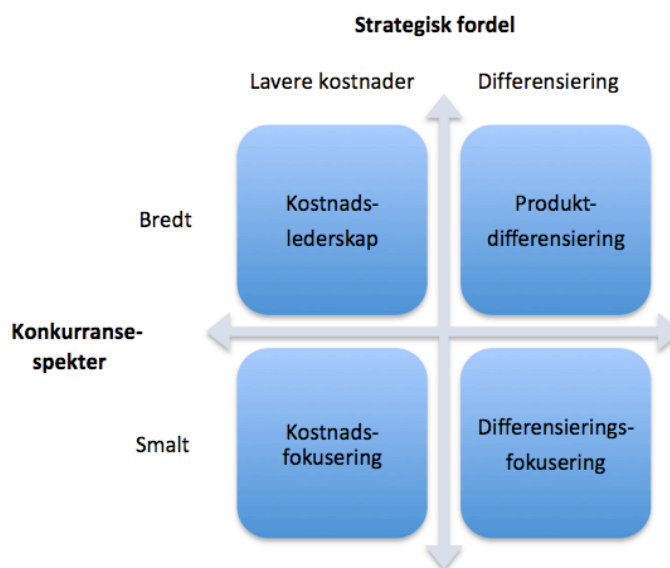 Strategisk fordel
Lavere kostnader
Differensiering
Bredt
Kostnads-
lederskap
Produkt-
differensiering
Konkurranse-
spekter
Smalt
Kostnads-
fokusering
Differensierings-
fokusering